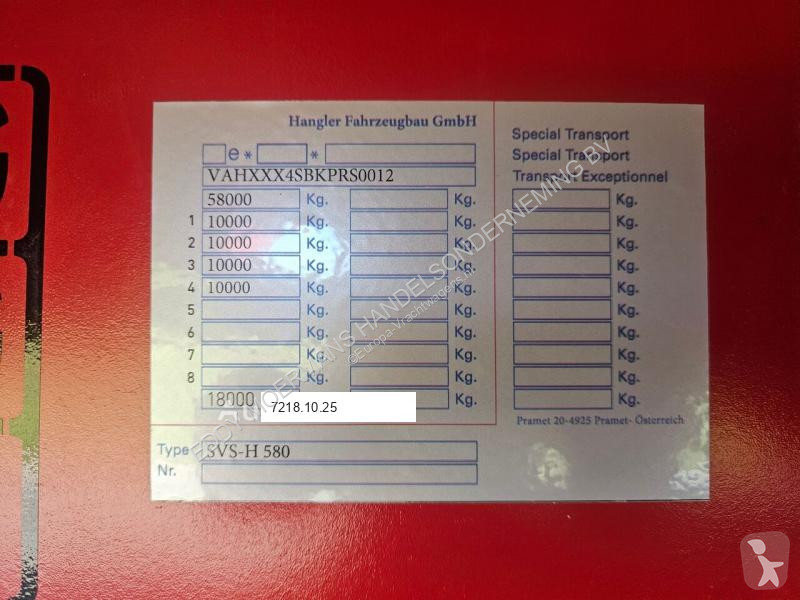 Hangler Fahrzeugbau GmbH
e* *
VAHXXX4SBKPRS0012
58000 Kg. Kg.
1 10000 Kg. Kg.
2 10000 Kg. Kg.
3 10000 Kg. Kg.
4 10000 Kg. Kg.
5 Kg. Kg.
6 Kg. Kg.
7 Kg. Kg.
8 Kg. Kg.
18000 Kg.
7218.10.25
Type SVS-H 580
Nr.
Special Transport
Special Transport
Transport Exceptionnel
Kg.
Kg.
Kg.
Kg.
Kg.
Kg.
Kg.
Kg.
Kg.
Kg.
Pramet 20-4925 Pramet- Österreich
HANDELSONDERNEMING BV